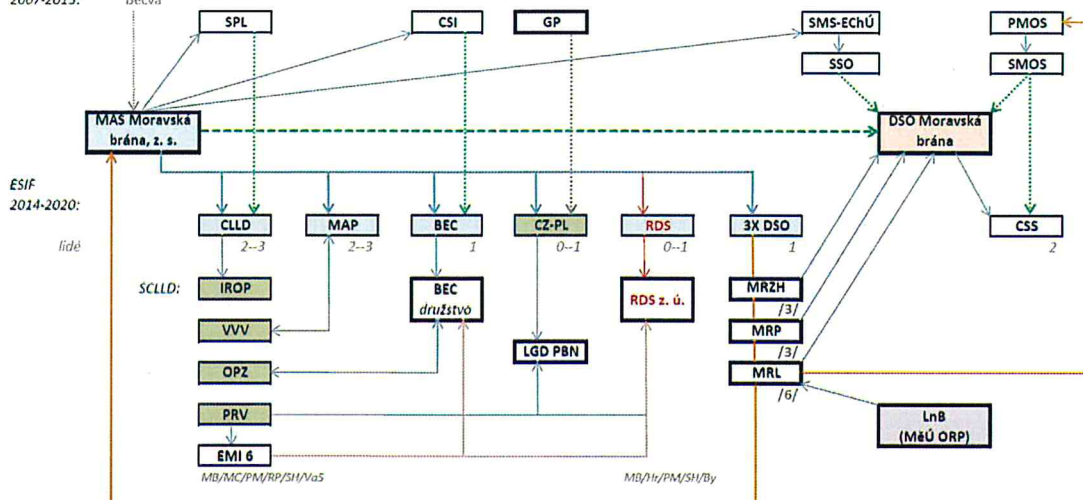 2007-2013:
SPL
CSI
GP
SMS-EChÚ
PMOS
SSO
SMOS
MAS Moravská
brána, z. s.
DSO Moravská
brána
ESIF
2014-2020:
CLLD
MAP
BEC
CZ-PL
RDS
3X DSO
CSS
lidé
2--3
2--3
1
0--1
0--1
1
2
SCLLD:
IROP
BEC
družstvo
RDS z. ú.
MRZH
/3/
VVV
MRP
/3/
LGD PBN
OPZ
MRL
/6/
PRV
LnB
(MěÚ ORP)
EMI 6
MB/MC/PM/RP/SH/VaS
MB/Hr/PM/SH/By